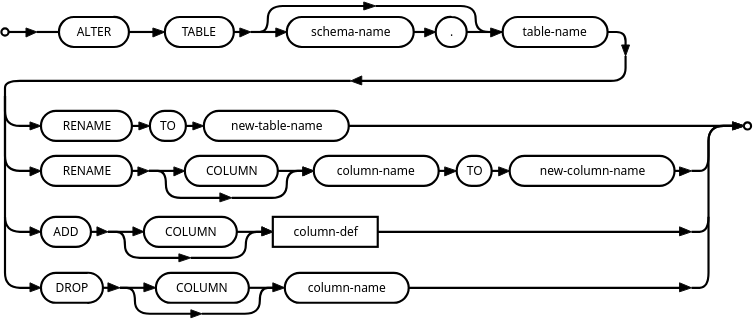 ALTER TABLE schema-name . table-name
RENAME TO new-table-name
RENAME COLUMN column-name TO new-column-name
ADD COLUMN column-def
DROP COLUMN column-name